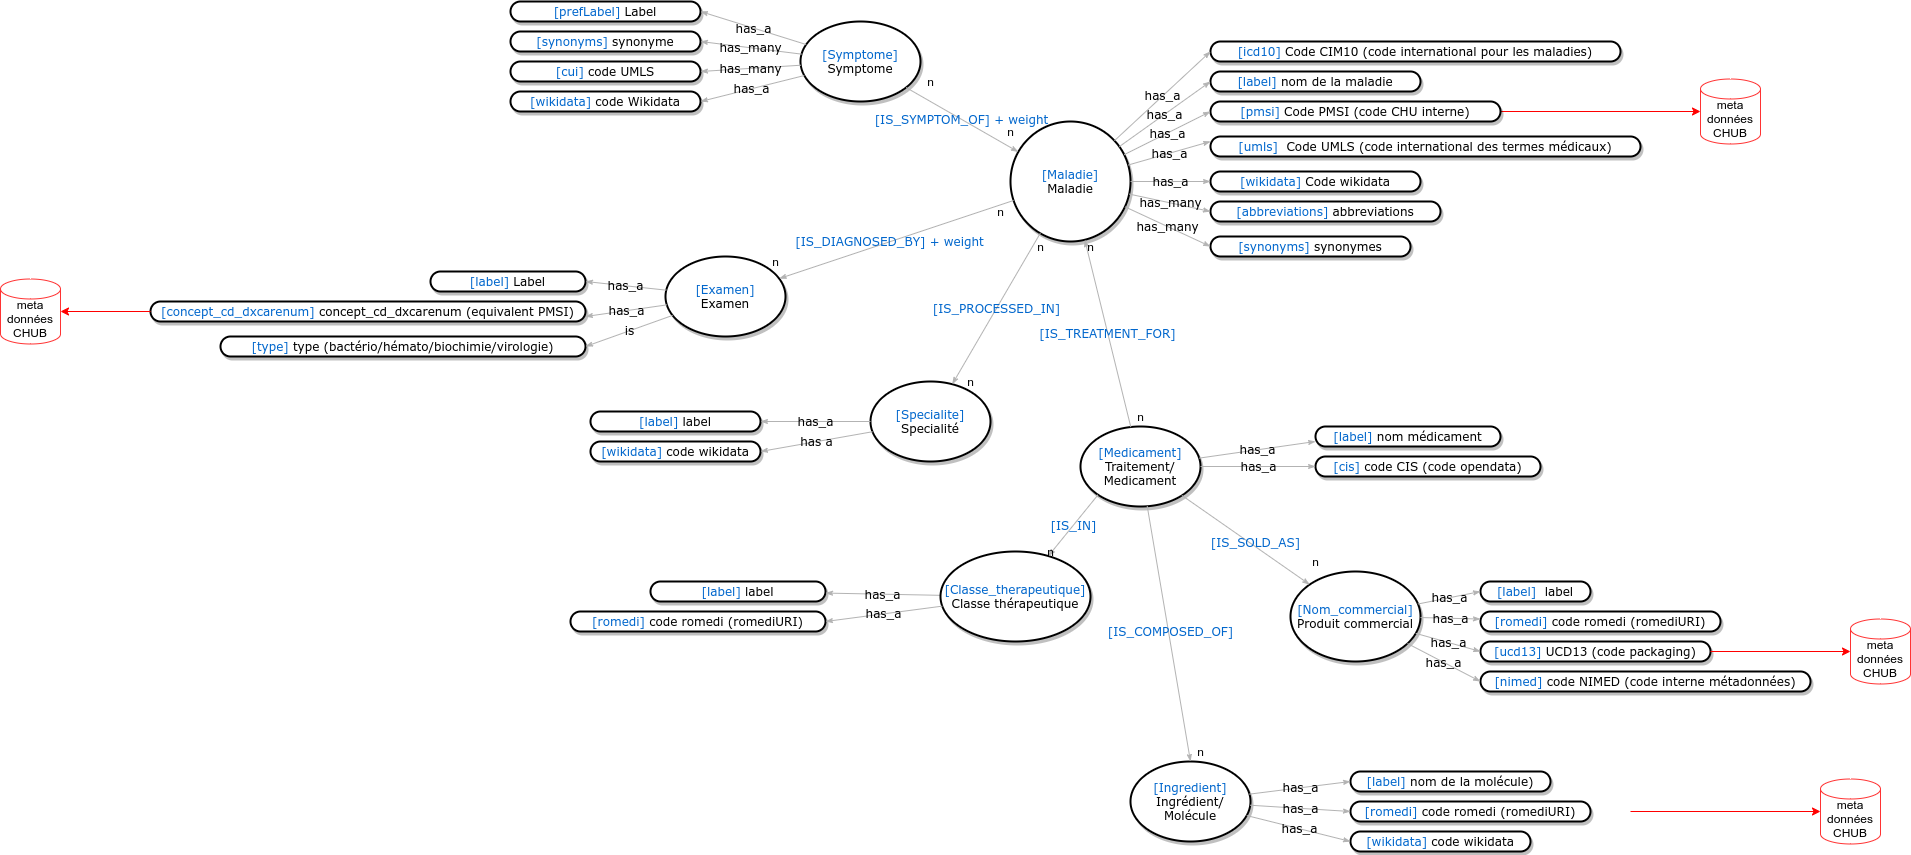 [prefLabel] Label
[synonyms] synonyme
[cui] code UMLS
[wikidata] code Wikidata
has_a
has_many
has_many
has_a
[Symptome]
Symptome
n
[IS_SYMPTOM_OF] + weight
n
[Maladie]
Maladie
has_a
has_a
has_a
has_a
has_a
has_many
has_many
[icd10] Code CIM10 (code international pour les maladies)
[label] nom de la maladie
[pmsi] Code PMSI (code CHU interne)
[umls]  Code UMLS (code international des termes médicaux)
[wikidata] Code wikidata
[abbreviations] abbreviations
[synonyms] synonymes
meta
données
CHUB
n
[IS_DIAGNOSED_BY] + weight
n
[Examen]
Examen
has_a
has_a
is
[label] Label
[concept_cd_dxcarenum] concept_cd_dxcarenum (equivalent PMSI)
[type] type (bactério/hémato/biochimie/virologie)
meta
données
CHUB
n
[IS_PROCESSED_IN]
n
[Specialite]
Specialité
has_a
has a
[label] label
[wikidata] code wikidata
n
[IS_TREATMENT_FOR]
n
[Medicament]
Traitement/
Medicament
has_a
has_a
[label] nom médicament
[cis] code CIS (code opendata)
[IS_IN]
n
[Classe_therapeutique]
Classe thérapeutique
has_a
has_a
[label] label
[romedi] code romedi (romediURI)
[IS_SOLD_AS]
n
[Nom_commercial]
Produit commercial
has_a
has_a
has_a
has_a
[label]  label
[romedi] code romedi (romediURI)
[ucd13] UCD13 (code packaging)
[nimed] code NIMED (code interne métadonnées)
meta
données
CHUB
[IS_COMPOSED_OF]
n
[Ingredient]
Ingrédient/
Molécule
has_a
has_a
has_a
[label] nom de la molécule)
[romedi] code romedi (romediURI)
[wikidata] code wikidata
meta
données
CHUB